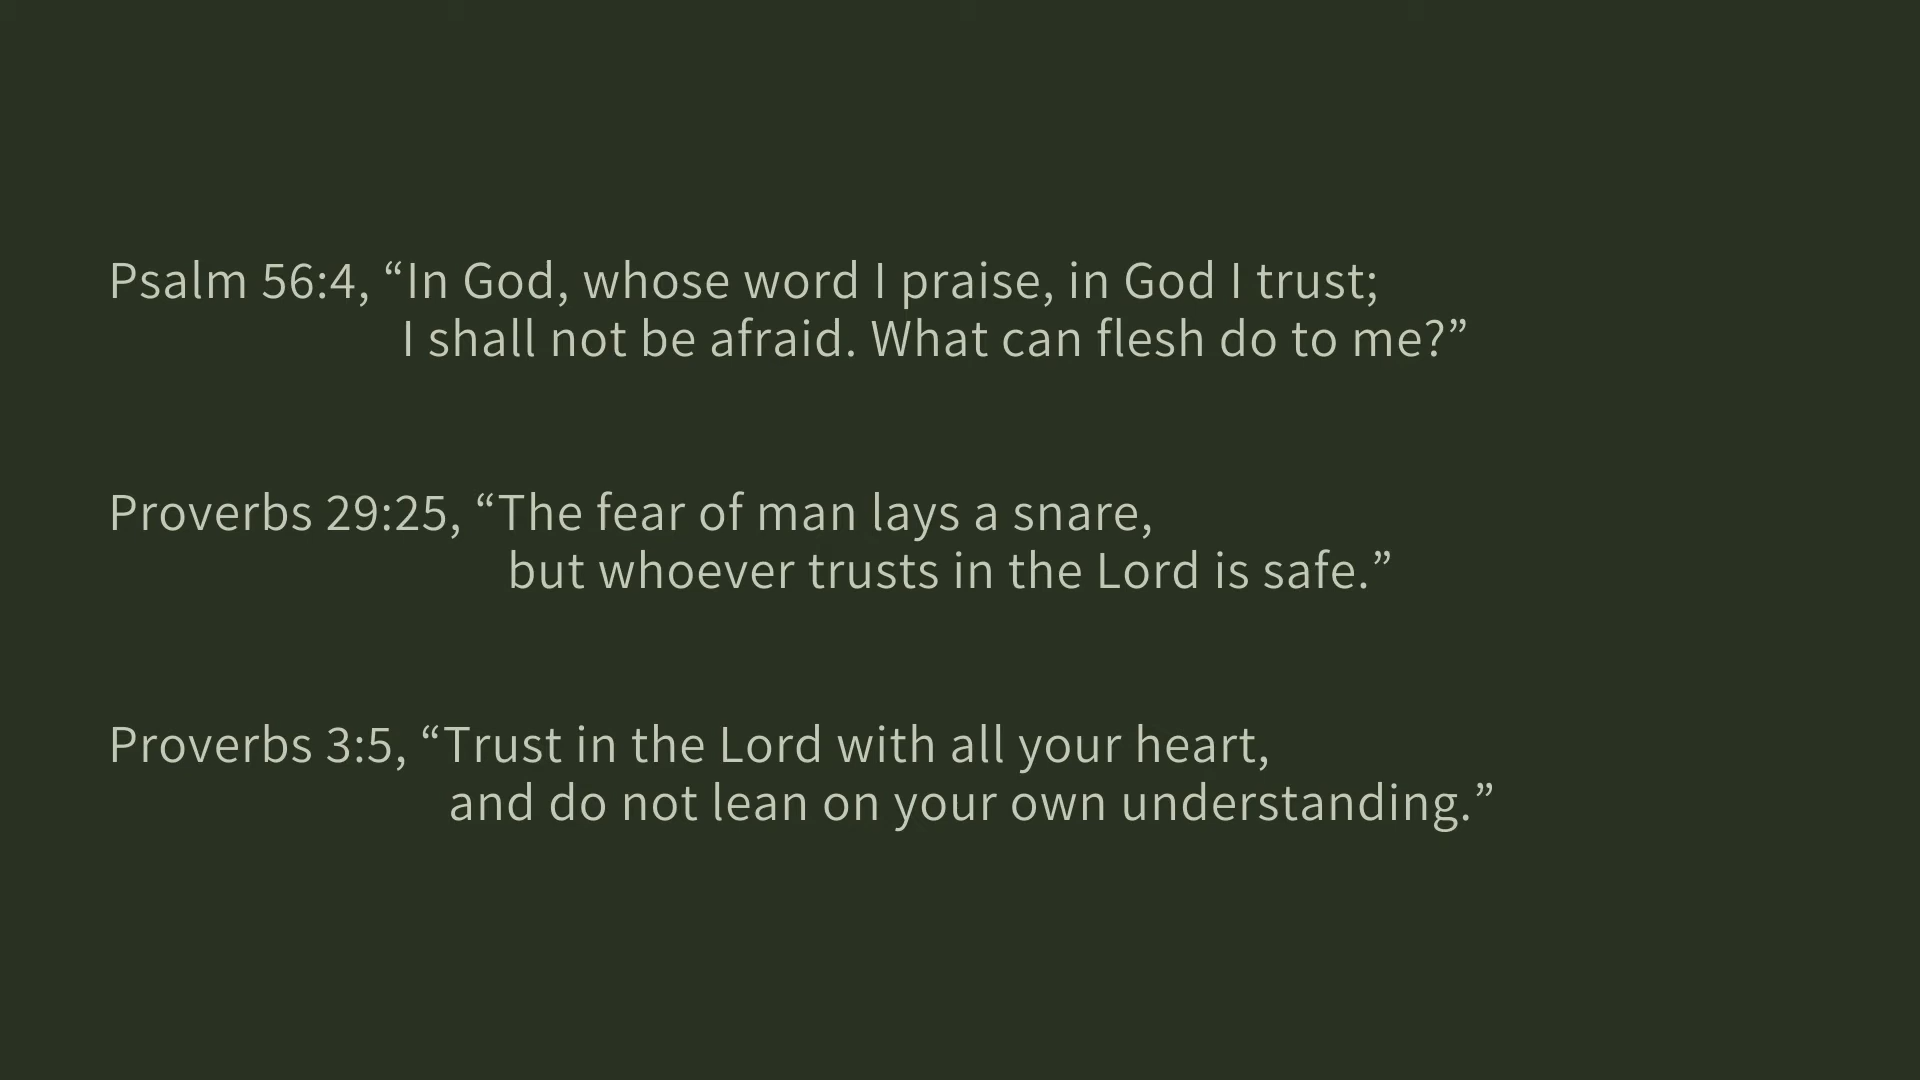 Psalm 56:4, “In God, whose word I praise, in God I trust;
I shall not be afraid. What can flesh do to me?”
Proverbs 29:25, “The fear of man lays a snare,
but whoever trusts in the Lord is safe.”
Proverbs 3:5, “Trust in the Lord with all your heart,
and do not lean on your own understanding.”